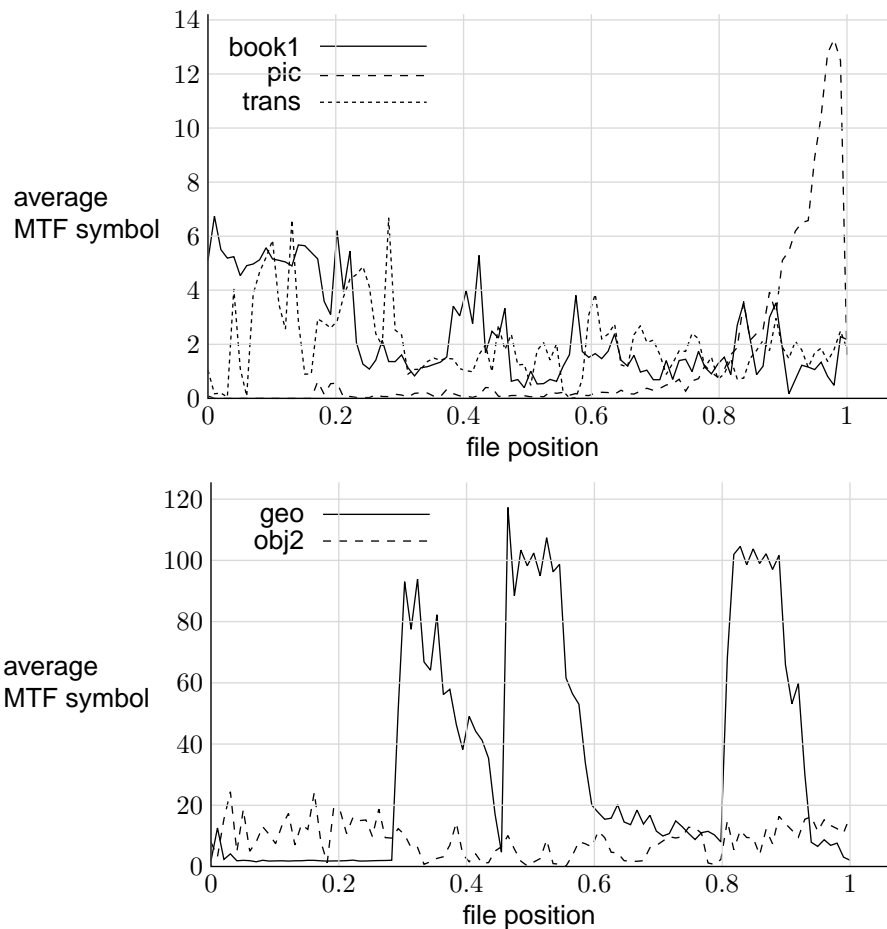 14
12
10
8
6
4
2
0
book1
pic
trans
average
MTF symbol
0 0.2 0.4 0.6 0.8 1
file position
120
100
80
60
40
20
0
geo
obj2
average
MTF symbol
0 0.2 0.4 0.6 0.8 1
file position